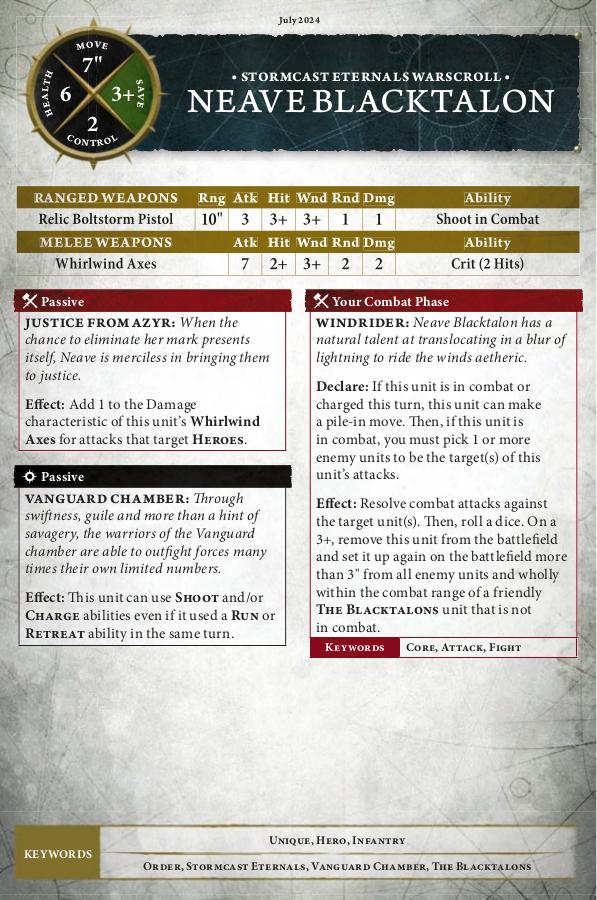 July 2024
MOVE
7"
HEALTH
6
3+
SAVE
2
CONTROL
• STORMCAST ETERNALS WARSCROLL •
NEAVE BLACKTALON
RANGED WEAPONS Rng Atk Hit Wnd Rnd Dmg Ability
Relic Boltstorm Pistol 10" 3 3+ 3+ 1 1 Shoot in Combat
MELEE WEAPONS Atk Hit Wnd Rnd Dmg Ability
Whirlwind Axes 7 2+ 3+ 2 2 Crit (2 Hits)
Passive
JUSTICE FROM AZYR: When the
chance to eliminate her mark presents
itself, Neave is merciless in bringing them
to justice.
Effect: Add 1 to the Damage
characteristic of this unit's Whirlwind
Axes for attacks that target HEROES.
Passive
VANGUARD CHAMBER: Through
swiftness, guile and more than a hint of
savagery, the warriors of the Vanguard
chamber are able to outfight forces many
times their own limited numbers.
Effect: This unit can use SHOOT and/or
CHARGE abilities even if it used a RUN or
RETREAT ability in the same turn.
Your Combat Phase
WINDRIDER: Neave Blacktalon has a
natural talent at translocating in a blur of
lightning to ride the winds aetheric.
Declare: If this unit is in combat or
charged this turn, this unit can make
a pile-in move. Then, if this unit is
in combat, you must pick 1 or more
enemy units to be the target(s) of this
unit's attacks.
Effect: Resolve combat attacks against
the target unit(s). Then, roll a dice. On a
3+, remove this unit from the battlefield
and set it up again on the battlefield more
than 3" from all enemy units and wholly
within the combat range of a friendly
THE BLACKTALONS unit that is not
in combat.
KEYWORDS CORE, ATTACK, FIGHT
KEYWORDS
UNIQUE, HERO, INFANTRY
ORDER, STORMCAST ETERNALS, VANGUARD CHAMBER, THE BLACKTALONS